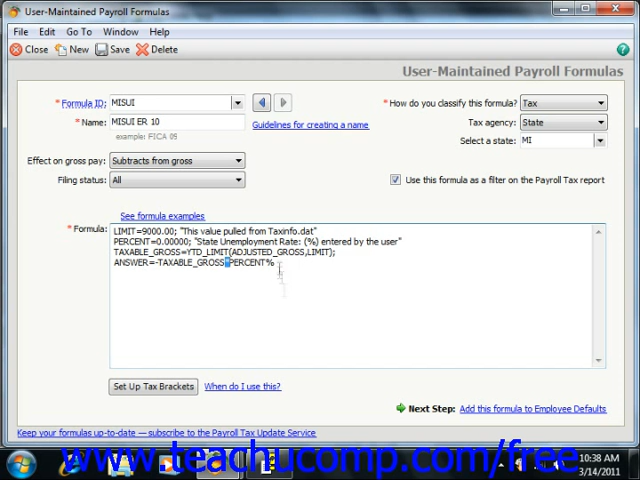 User-Maintained Payroll Formulas
File Edit Go To Window Help
Close New Save Delete
User-Maintained Payroll Formulas
* Formula ID: MISUI
* How do you classify this formula? Tax
* Name: MISUI ER 10
Guidelines for creating a name
Tax agency: State
example: FICA 09
Select a state: MI
Effect on gross pay: Subtracts from gross
Filing status: All
Use this formula as a filter on the Payroll Tax report
See formula examples
* Formula: LIMIT=9000.00; "This value pulled from Taxinfo.dat"
PERCENT=0.00000; "State Unemployment Rate: (%) entered by the user"
TAXABLE_GROSS=YTD_LIMIT(ADJUSTED_GROSS,LIMIT);
ANSWER=-TAXABLE_GROSS*PERCENT%
Set Up Tax Brackets When do I use this?
Next Step: Add this formula to Employee Defaults
Keep your formulas up-to-date — subscribe to the Payroll Tax Update Service
www.teachucomp.com/free
10:38 AM
3/14/2011